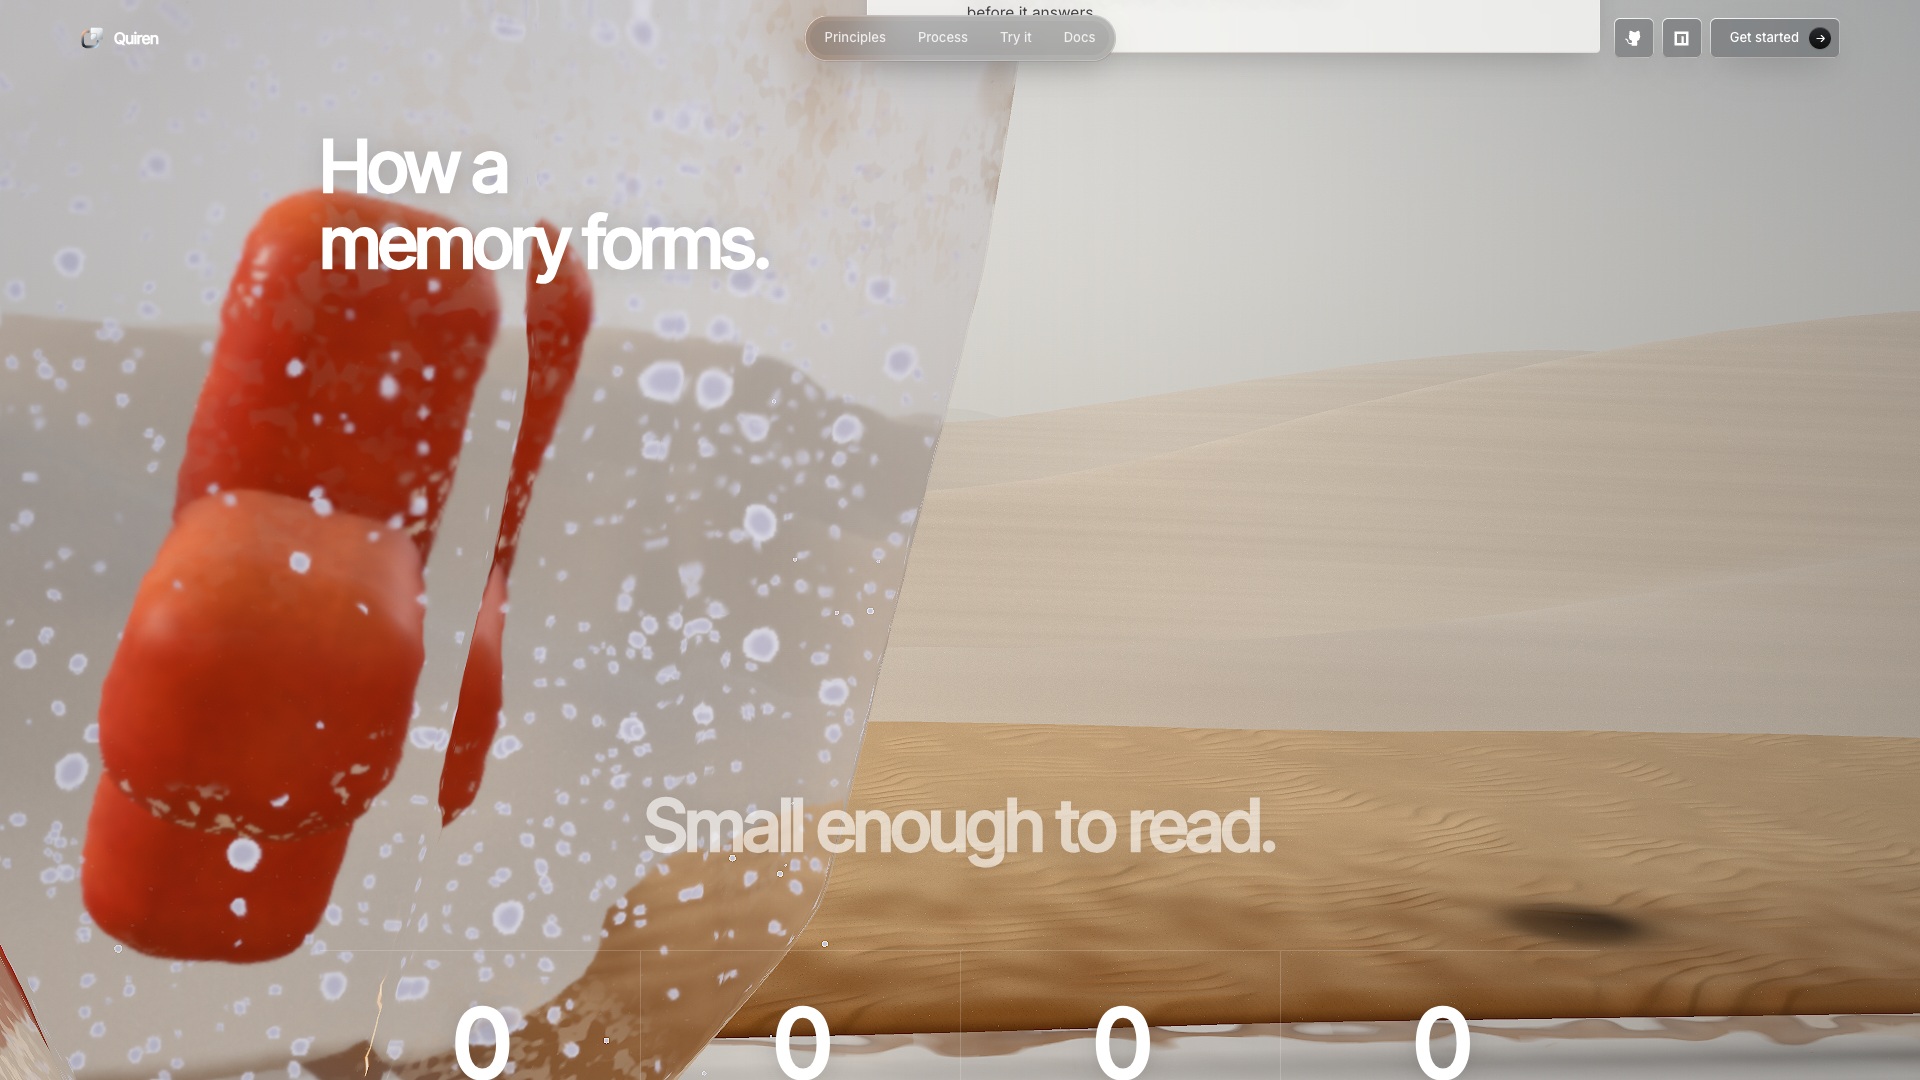 before it answers
Quiren
Principles
Process
Try it
Docs
Get started
How a
memory forms.
Small enough to read.
0
0
0
0